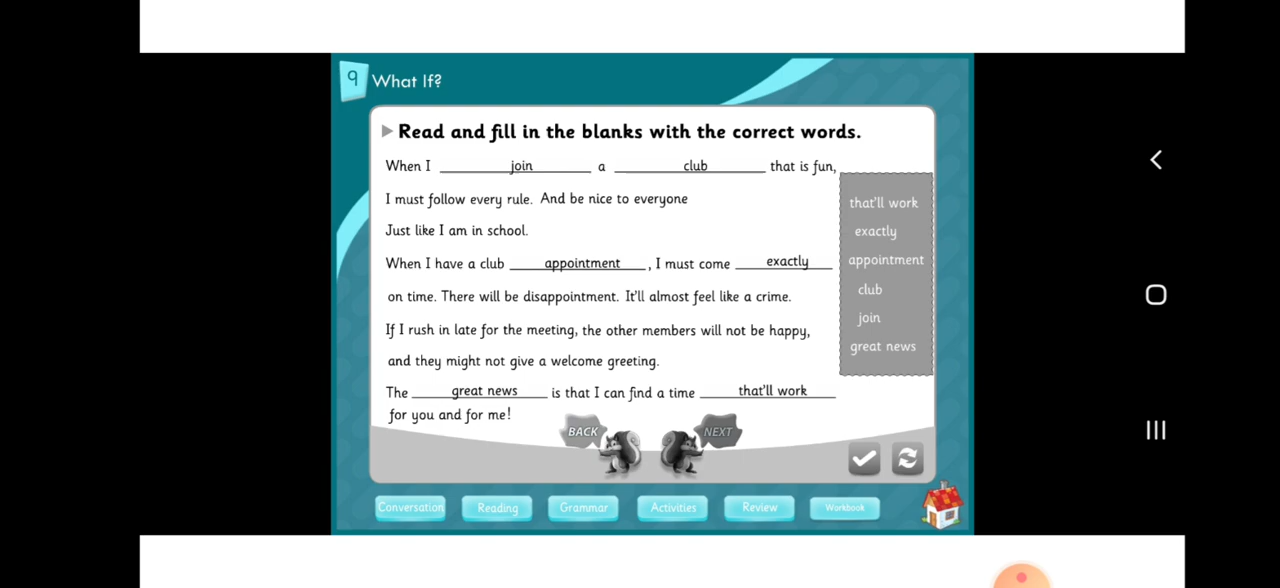 9 What If?
Read and fill in the blanks with the correct words.
When I join a club that is fun,
I must follow every rule. And be nice to everyone
Just like I am in school.
When I have a club appointment, I must come exactly
on time. There will be disappointment. It'll almost feel like a crime.
If I rush in late for the meeting, the other members will not be happy,
and they might not give a welcome greeting.
The great news is that I can find a time that'll work
for you and for me!
that'll work
exactly
appointment
club
join
great news
BACK NEXT
Conversation Reading Grammar Activities Review Workbook